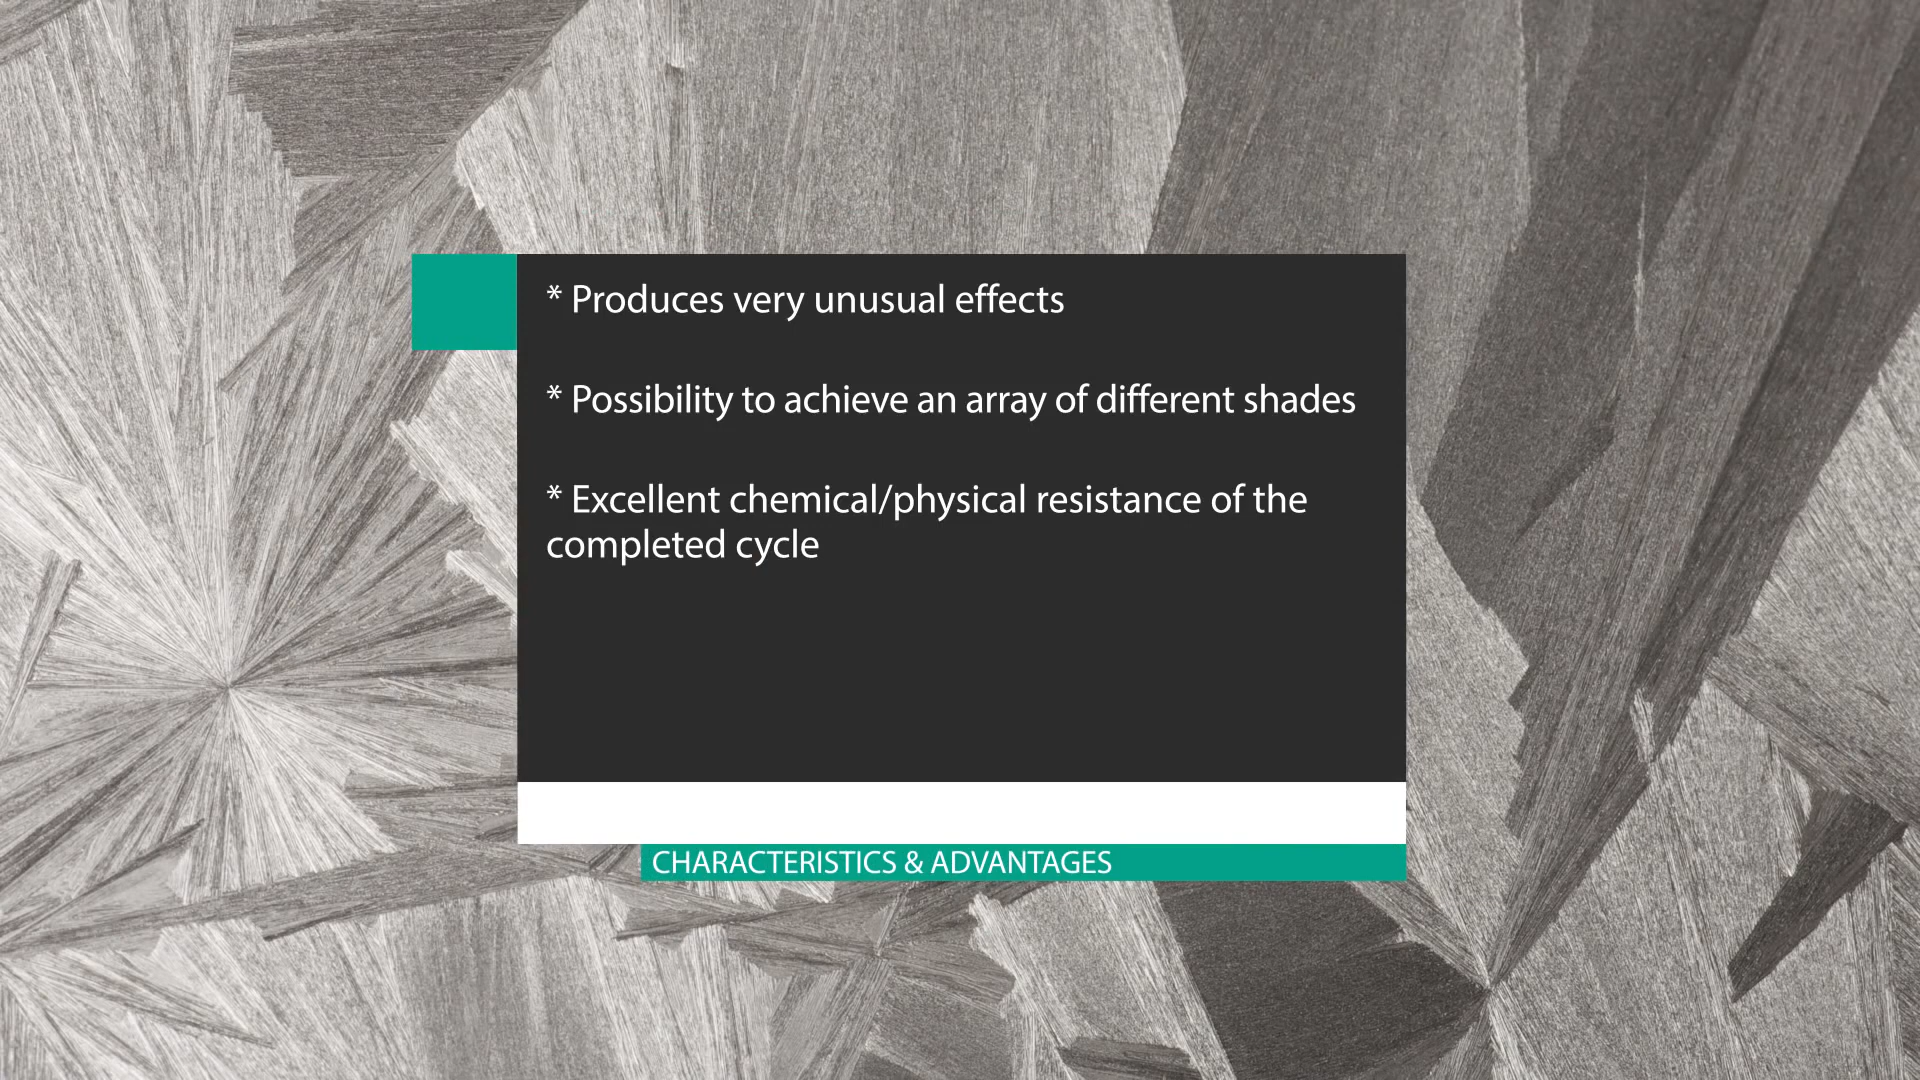 * Produces very unusual effects
* Possibility to achieve an array of different shades
* Excellent chemical/physical resistance of the
completed cycle
CHARACTERISTICS & ADVANTAGES